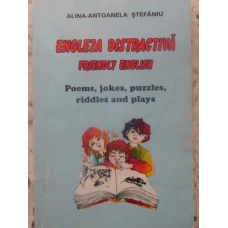 ALINA-ANTOANELA ŞTEFĂNIU
ENGLEZA DISTRACTIVĂ
FRIENDLY ENGLISH
Poems, jokes, puzzles,
riddles and plays